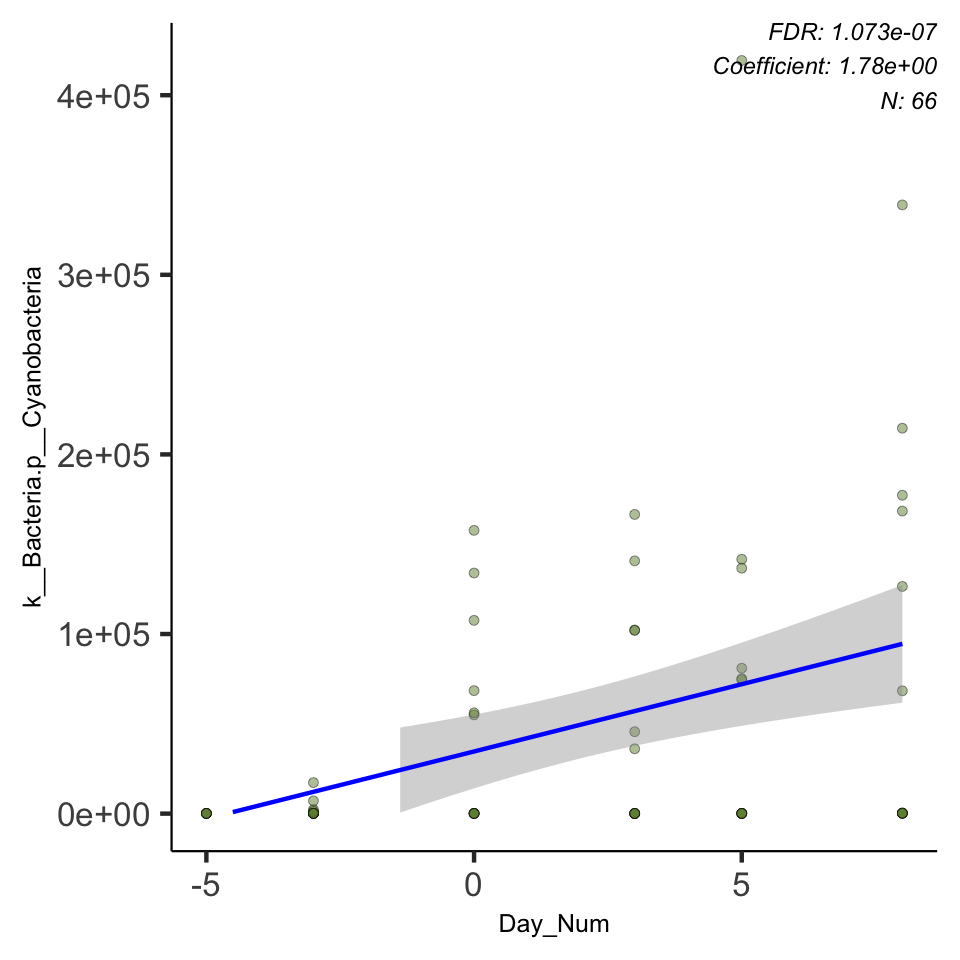 FDR: 1.073e-07
Coefficient: 1.78e+00
N: 66
4e+05
3e+05
2e+05
1e+05
0e+00
k__Bacteria.p__Cyanobacteria
-5
0
5
Day_Num